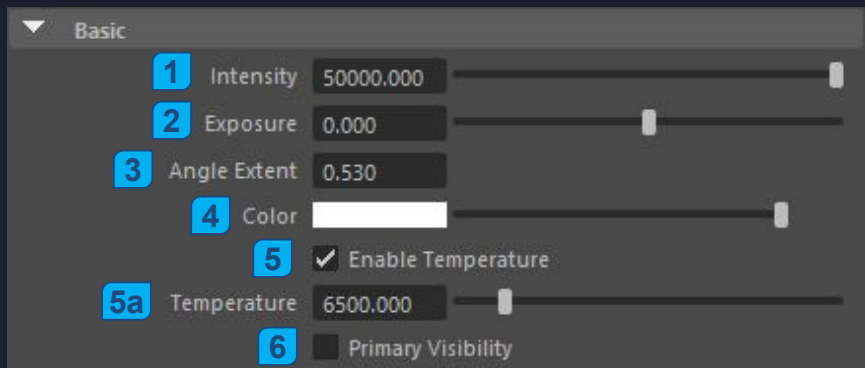 Basic
1 Intensity 50000.000
2 Exposure 0.000
3 Angle Extent 0.530
4 Color
5 Enable Temperature
5a Temperature 6500.000
6 Primary Visibility